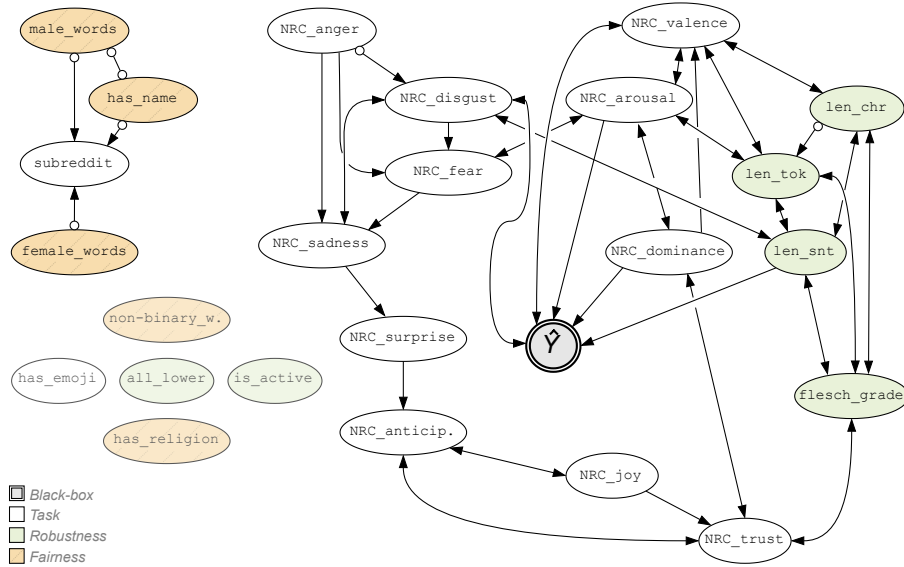 male_words
NRC_anger
NRC_valence
has_name
NRC_disgust
NRC_arousal
len_chr
subreddit
NRC_fear
len_tok
female_words
NRC_sadness
NRC_dominance
len_snt
non-binary_w.
NRC_surprise
Ŷ
has_emoji
all_lower
is_active
flesch_grade
has_religion
NRC_anticip.
NRC_joy
NRC_trust
Black-box
Task
Robustness
Fairness